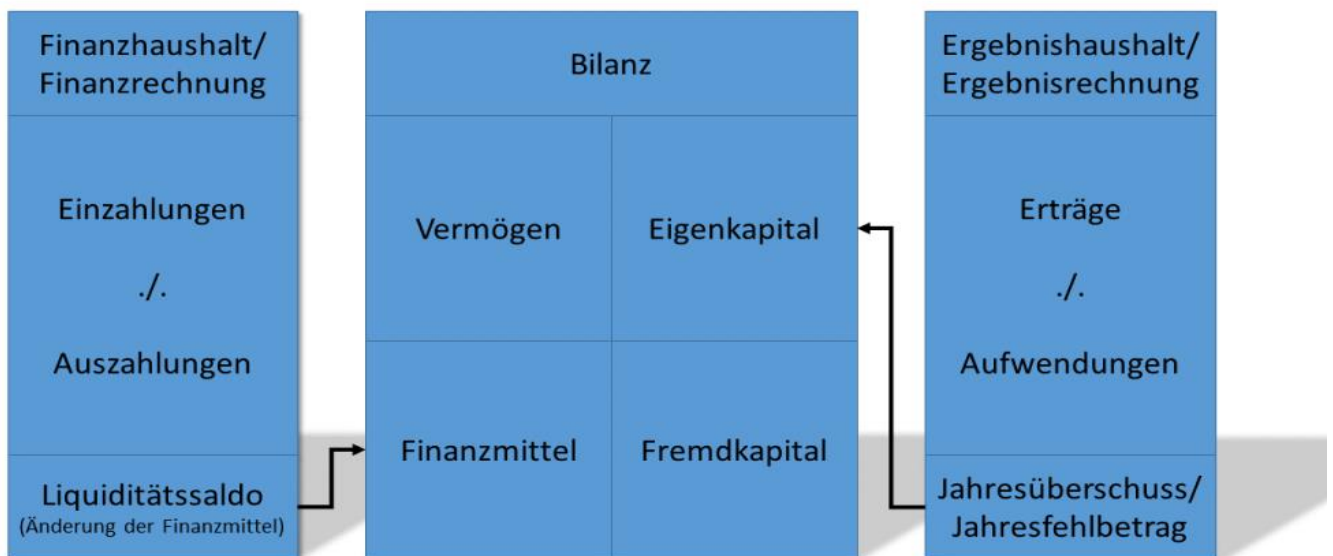 Finanzhaushalt/
Finanzrechnung
Einzahlungen
./.
Auszahlungen
Liquiditätssaldo
(Änderung der Finanzmittel)
Bilanz
Vermögen
Eigenkapital
Finanzmittel
Fremdkapital
Ergebnishaushalt/
Ergebnisrechnung
Erträge
./.
Aufwendungen
Jahresüberschuss/
Jahresfehlbetrag